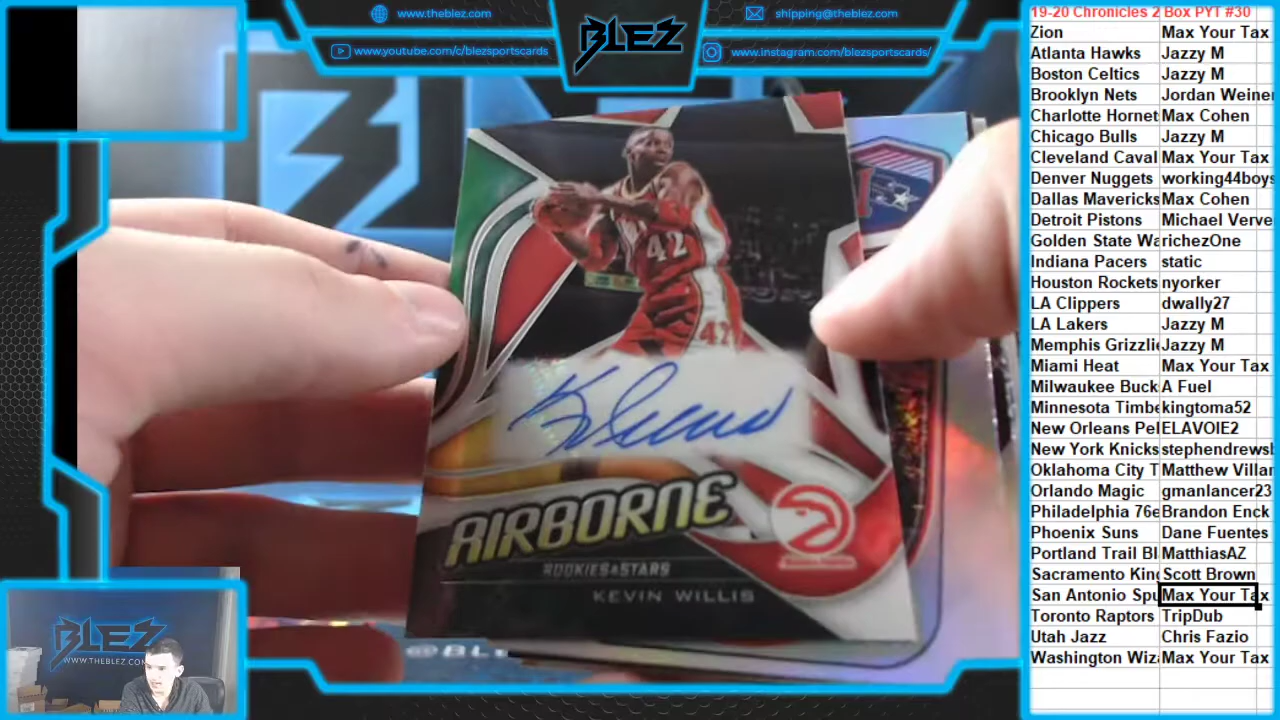 www.theblez.com
www.youtube.com/c/blezsportscards
BLEZ
shipping@theblez.com
www.instagram.com/blezsportscards/
42
42
AIRBORNE
ROOKIES & STARS
KEVIN WILLIS
BLEZ
WWW.THEBLEZ.COM
@BLE
19-20 Chronicles 2 Box PYT #30
Zion Max Your Tax
Atlanta Hawks Jazzy M
Boston Celtics Jazzy M
Brooklyn Nets Jordan Weiner
Charlotte Hornet Max Cohen
Chicago Bulls Jazzy M
Cleveland Caval Max Your Tax
Denver Nuggets working44boys
Dallas Mavericks Max Cohen
Detroit Pistons Michael Verve
Golden State Wa richezOne
Indiana Pacers static
Houston Rockets nyorker
LA Clippers dwally27
LA Lakers Jazzy M
Memphis Grizzlie Jazzy M
Miami Heat Max Your Tax
Milwaukee Buck A Fuel
Minnesota Timbe kingtoma52
New Orleans Pel ELAVOIE2
New York Knicks stephendrewsb
Oklahoma City T Matthew Villar
Orlando Magic gmanlancer23
Philadelphia 76e Brandon Enck
Phoenix Suns Dane Fuentes
Portland Trail Bl MatthiasAZ
Sacramento King Scott Brown
San Antonio Spu Max Your Tax
Toronto Raptors TripDub
Utah Jazz Chris Fazio
Washington Wiza Max Your Tax